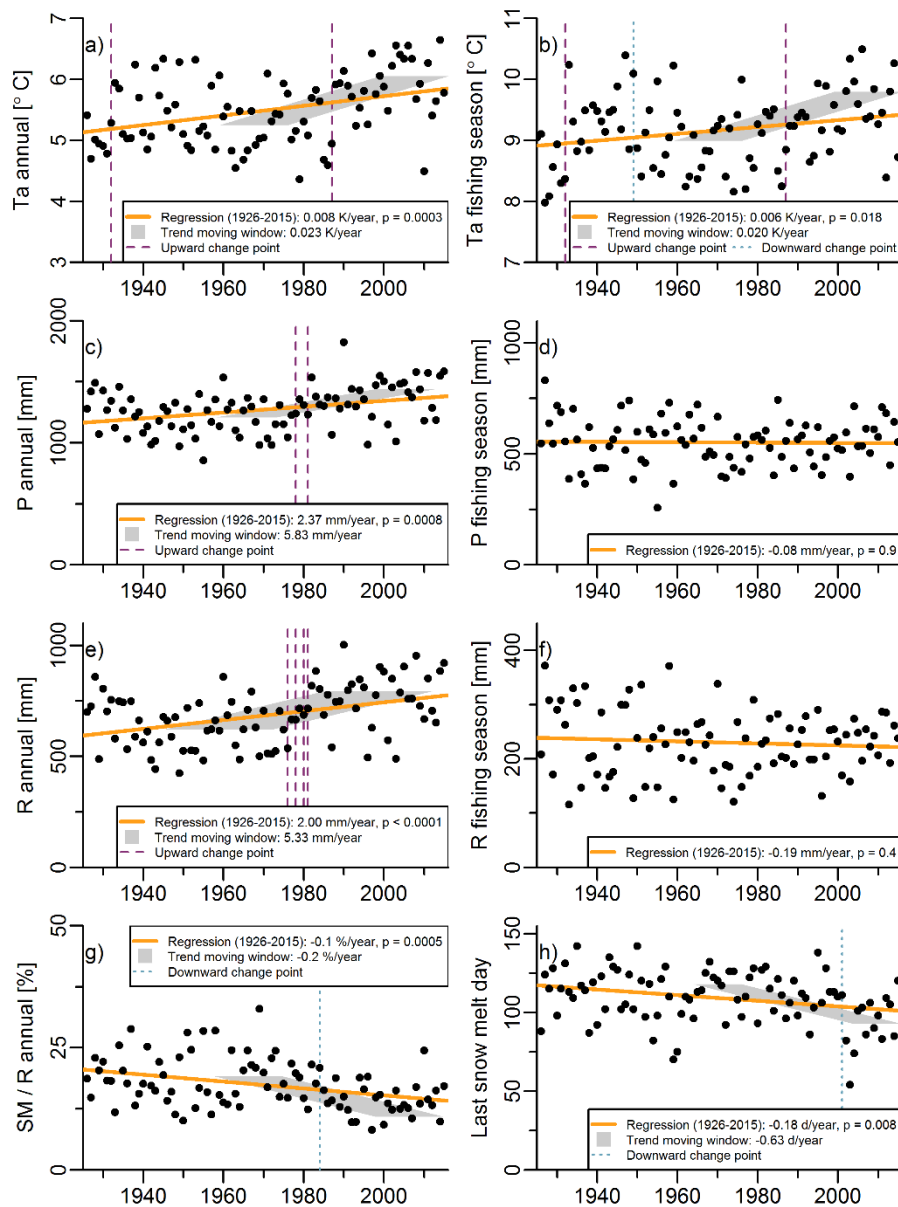 a)
Ta annual [° C]
7
6
5
4
3
Regression (1926-2015): 0.008 K/year, p = 0.0003
Trend moving window: 0.023 K/year
Upward change point
1940 1960 1980 2000
b)
Ta fishing season [° C]
11
10
9
8
7
Regression (1926-2015): 0.006 K/year, p = 0.018
Trend moving window: 0.020 K/year
Upward change point Downward change point
1940 1960 1980 2000
c)
P annual [mm]
2000
1000
0
Regression (1926-2015): 2.37 mm/year, p = 0.0008
Trend moving window: 5.83 mm/year
Upward change point
1940 1960 1980 2000
d)
P fishing season [mm]
1000
500
0
Regression (1926-2015): -0.08 mm/year, p = 0.9
1940 1960 1980 2000
e)
R annual [mm]
1000
500
0
Regression (1926-2015): 2.00 mm/year, p < 0.0001
Trend moving window: 5.33 mm/year
Upward change point
1940 1960 1980 2000
f)
R fishing season [mm]
400
200
0
Regression (1926-2015): -0.19 mm/year, p = 0.4
1940 1960 1980 2000
g)
SM / R annual [%]
50
25
0
Regression (1926-2015): -0.1 %/year, p = 0.0005
Trend moving window: -0.2 %/year
Downward change point
1940 1960 1980 2000
h)
Last snow melt day
150
100
50
0
Regression (1926-2015): -0.18 d/year, p = 0.008
Trend moving window: -0.63 d/year
Downward change point
1940 1960 1980 2000